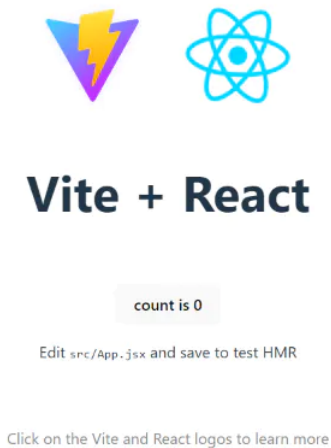 Vite + React
count is 0
Edit src/App.jsx and save to test HMR
Click on the Vite and React logos to learn more